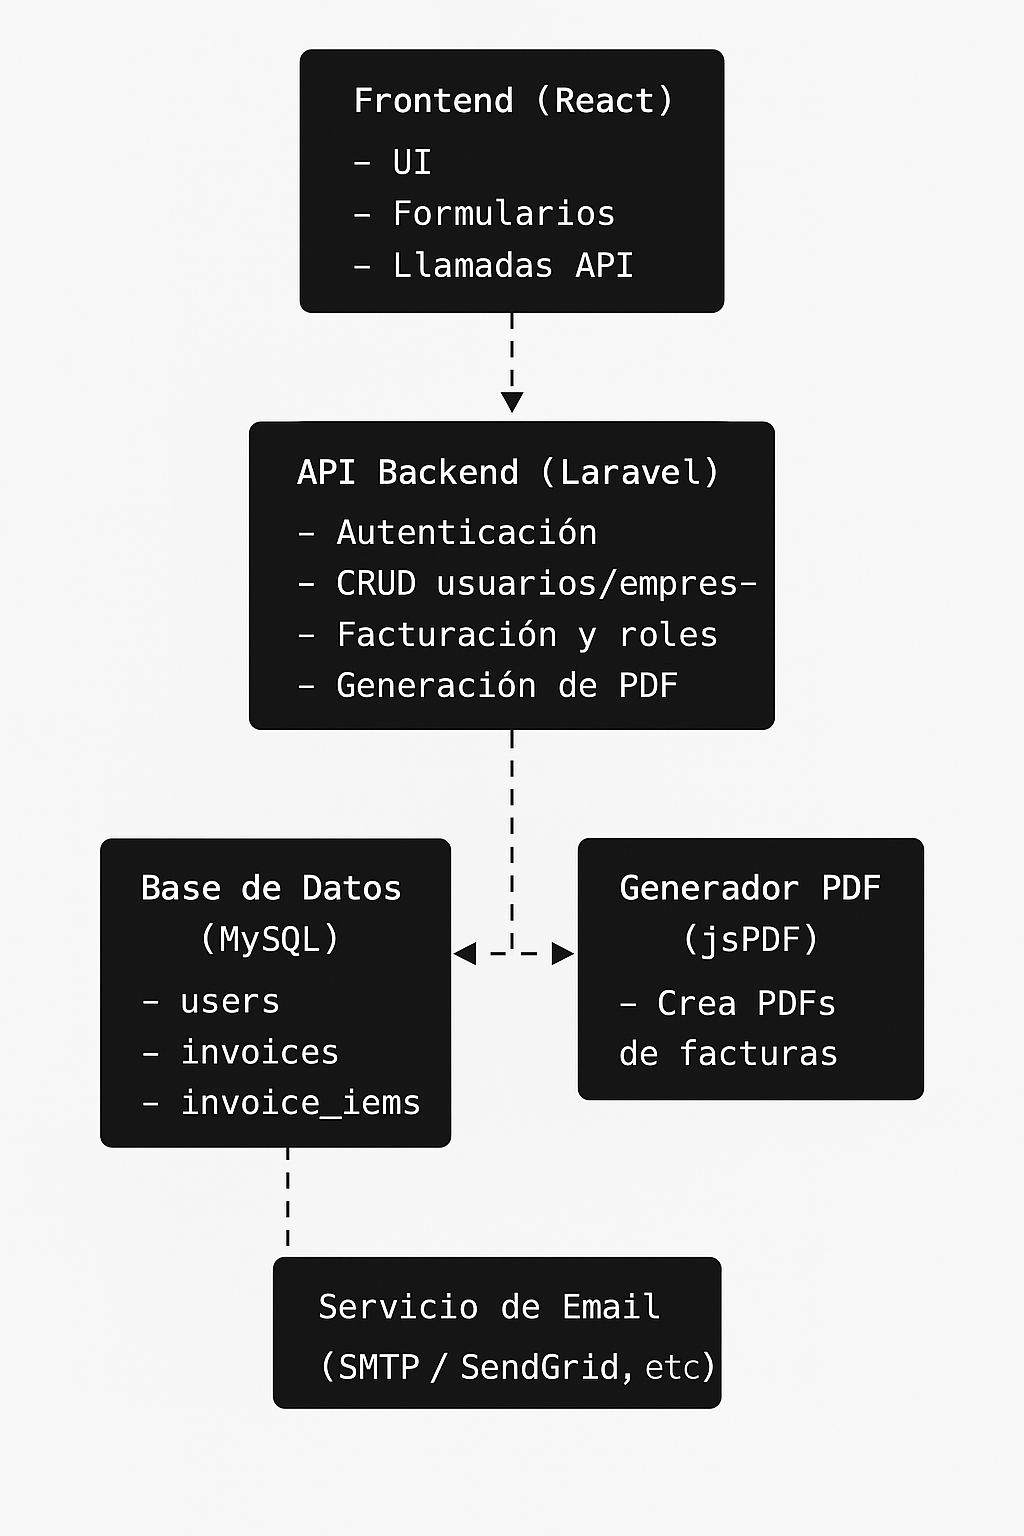 Frontend (React)
– UI
– Formularios
– Llamadas API
API Backend (Laravel)
– Autenticación
– CRUD usuarios/empres–
– Facturación y roles
– Generación de PDF
Base de Datos
(MySQL)
– users
– invoices
– invoice_iems
Generador PDF
(jsPDF)
– Crea PDFs
de facturas
Servicio de Email
(SMTP / SendGrid, etc)